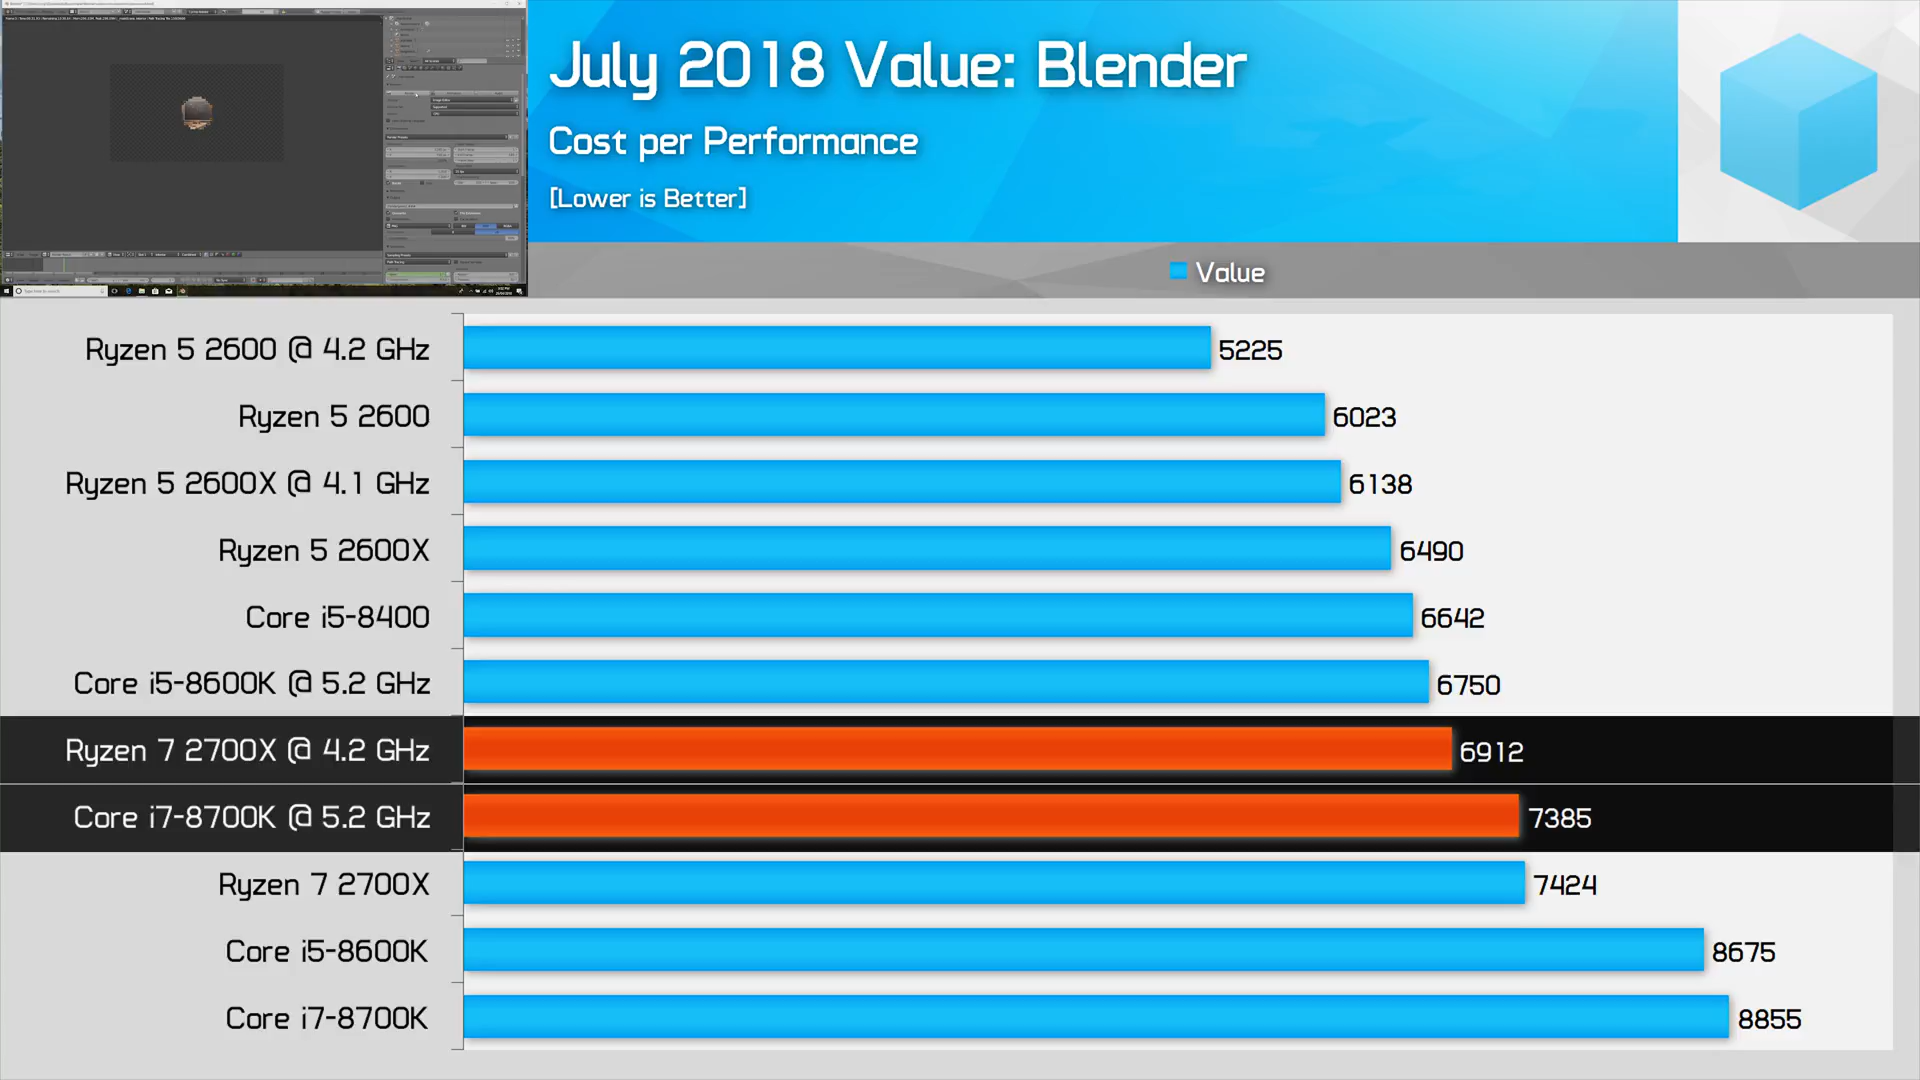 July 2018 Value: Blender
Cost per Performance
[Lower is Better]
Value
Ryzen 5 2600 @ 4.2 GHz 5225
Ryzen 5 2600 6023
Ryzen 5 2600X @ 4.1 GHz 6138
Ryzen 5 2600X 6490
Core i5-8400 6642
Core i5-8600K @ 5.2 GHz 6750
Ryzen 7 2700X @ 4.2 GHz 6912
Core i7-8700K @ 5.2 GHz 7385
Ryzen 7 2700X 7424
Core i5-8600K 8675
Core i7-8700K 8855